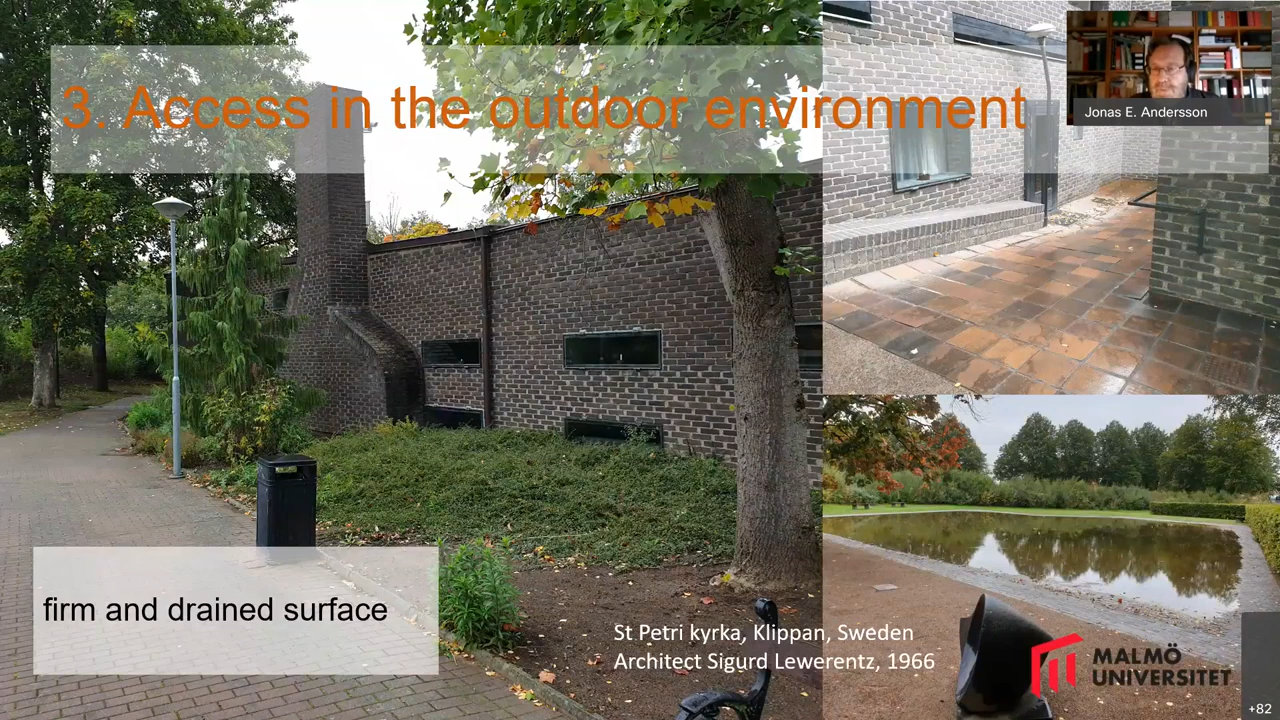 3. Access in the outdoor environment
Jonas E. Andersson
firm and drained surface
St Petri kyrka, Klippan, Sweden
Architect Sigurd Lewerentz, 1966
MALMÖ
UNIVERSITET
+82